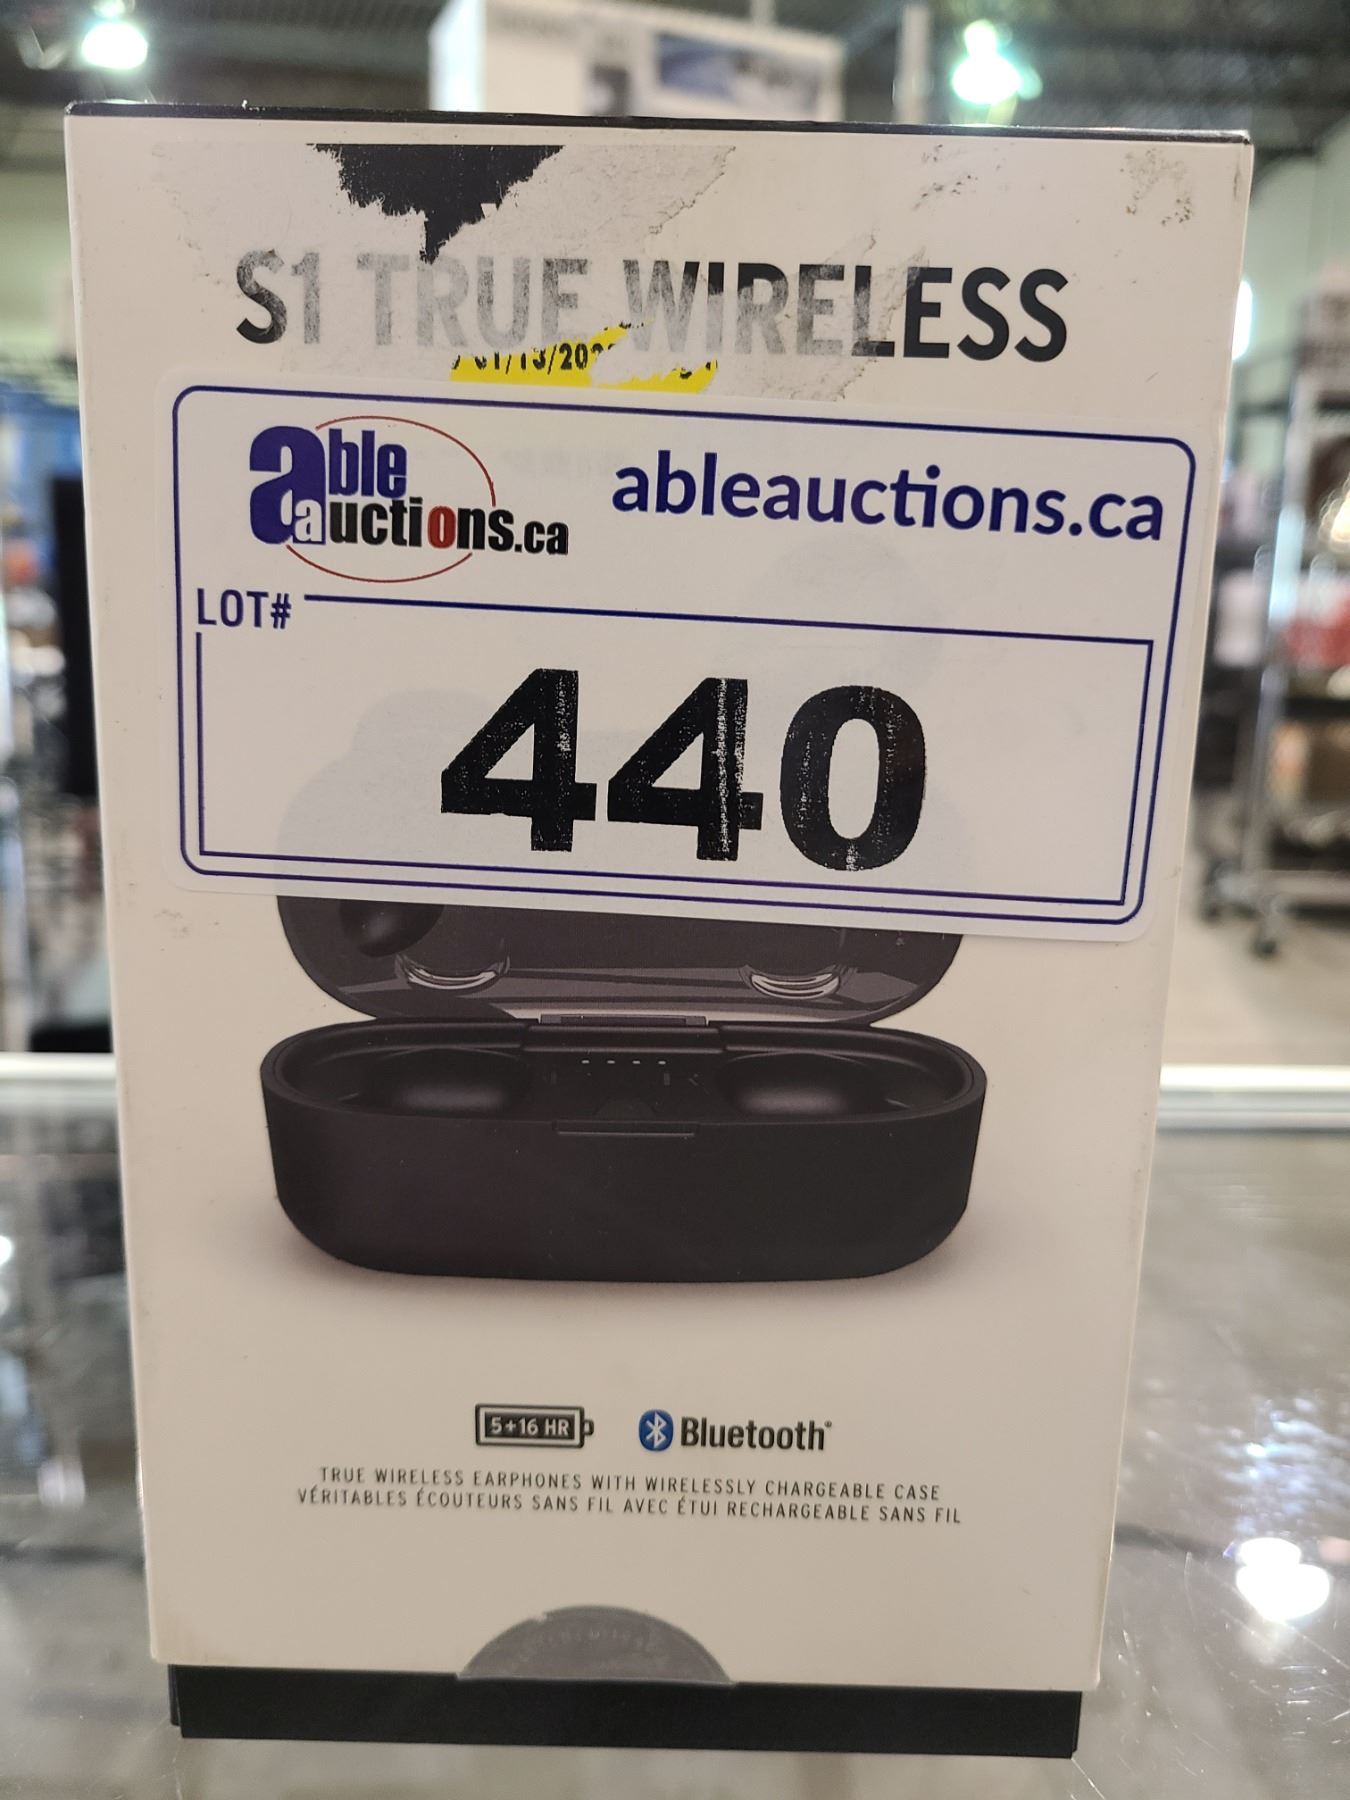 S1 TRUE WIRELESS
able
auctions.ca
ableauctions.ca
LOT#
440
5+16 HR
Bluetooth®
TRUE WIRELESS EARPHONES WITH WIRELESSLY CHARGEABLE CASE
VÉRITABLES ÉCOUTEURS SANS FIL AVEC ÉTUI RECHARGEABLE SANS FIL